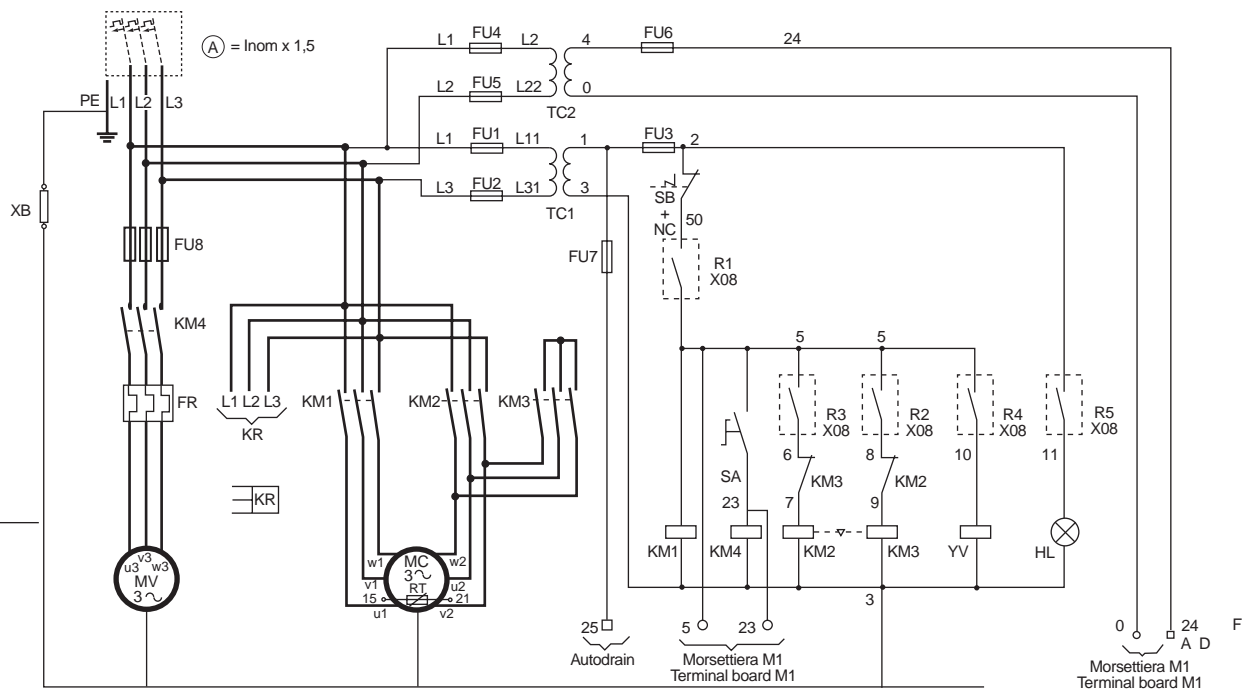 A = Inom x 1,5
L1 FU4 L2 4 FU6 24
L2 FU5 L22 0
TC2
PE L1 L2 L3
L1 FU1 L11 1 FU3 2
L3 FU2 L31 3
TC1
SB
+
NC 50
XB
FU8
FU7
R1
X08
KM4
5 5
FR
L1 L2 L3
KR
KM1 KM2 KM3
R3
X08
R2
X08
R4
X08
R5
X08
6 8 10 11
SA
KM3
KM2
23 7 9
KR
KM1 KM4 KM2 KM3 YV HL
u3 v3 w3
MV
3
w1 MC w2
3
v1 RT u2
15 21
u1 v2
3
25
Autodrain
5 23
Morsettiera M1
Terminal board M1
0 24 F
A D
Morsettiera M1
Terminal board M1